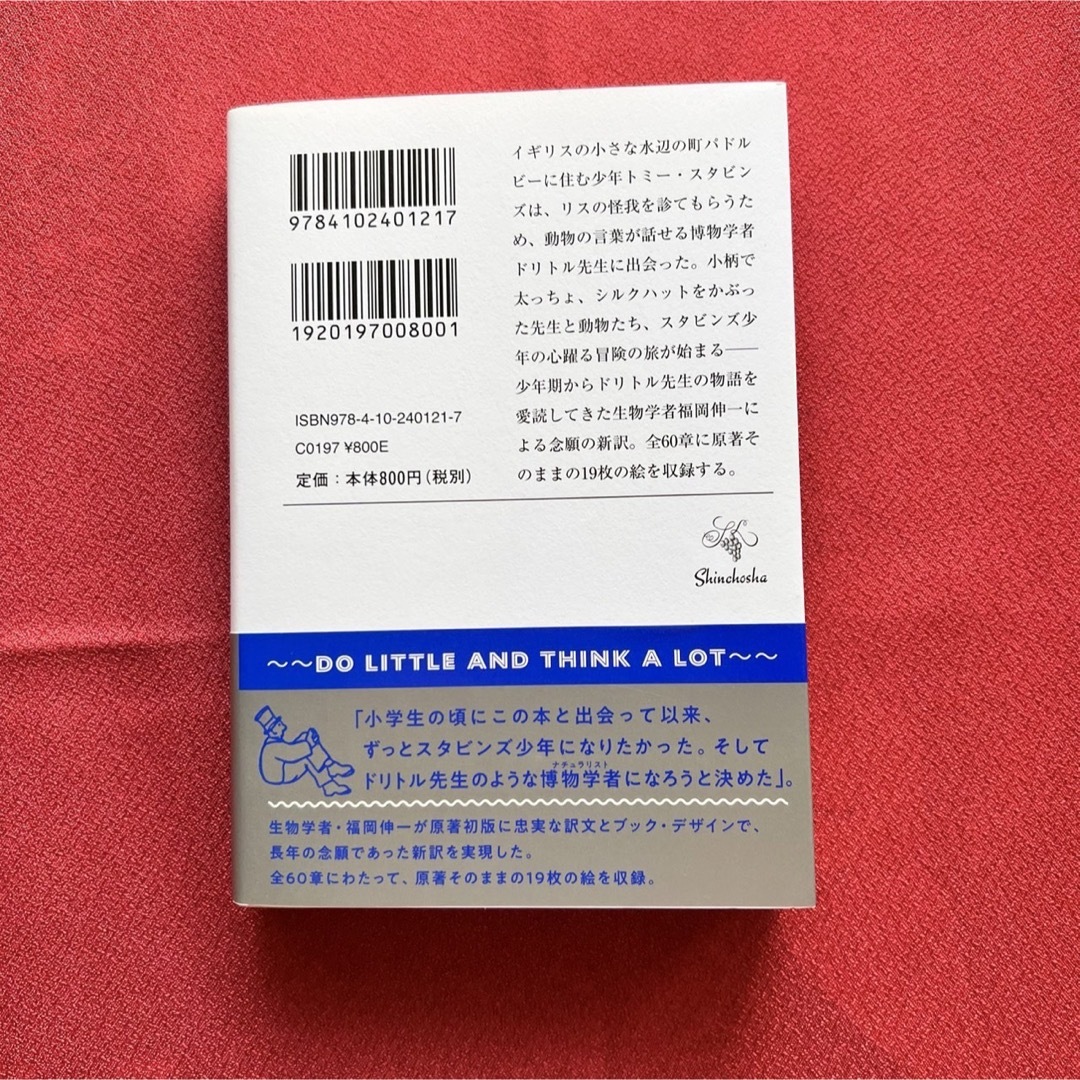 9784102401217
1920197008001
ISBN978-4-10-240121-7
C0197 ¥800E
定価：本体800円(税別)
イギリスの小さな水辺の町パドル
ビーに住む少年トミー・スタビン
ズは、リスの怪我を診てもらうた
め、動物の言葉が話せる博物学者
ドリトル先生に出会った。小柄で
太っちょ、シルクハットをかぶっ
た先生と動物たち、スタビンズ少
年の心躍る冒険の旅が始まる——
少年期からドリトル先生の物語を
愛読してきた生物学者福岡伸一に
よる念願の新訳。全60章に原著そ
のままの19枚の絵を収録する。
Shinchosha
〜〜DO LITTLE AND THINK A LOT〜〜
「小学生の頃にこの本と出会って以来、
ずっとスタビンズ少年になりたかった。そして
ナチュラリスト
ドリトル先生のような博物学者になろうと決めた」。
生物学者・福岡伸一が原著初版に忠実な訳文とブック・デザインで、
長年の念願であった新訳を実現した。
全60章にわたって、原著そのままの19枚の絵を収録。